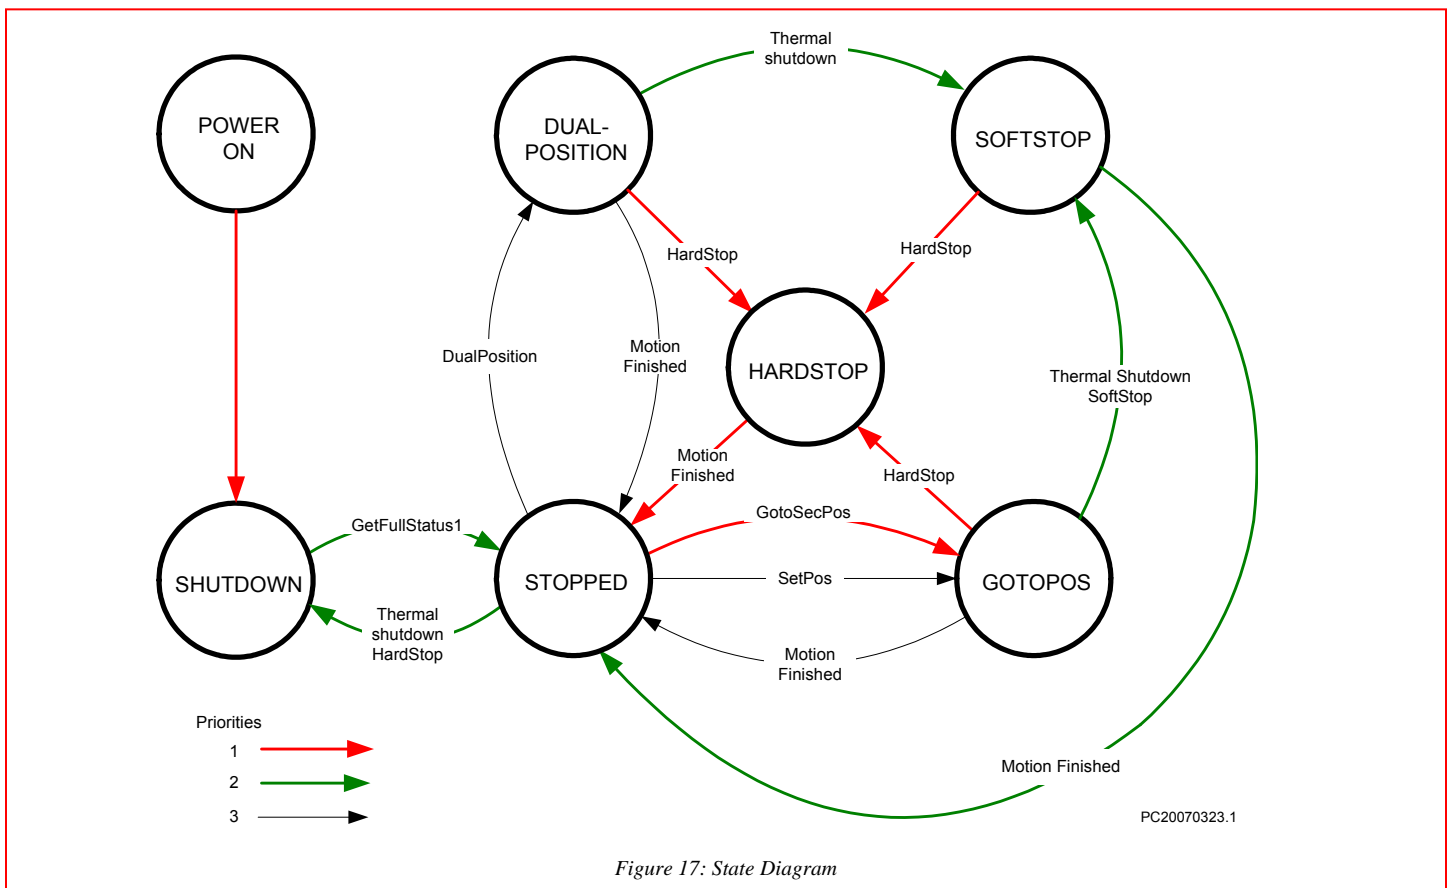 Thermal
shutdown
POWER
ON
DUAL-
POSITION
SOFTSTOP
HardStop
HardStop
DualPosition
Motion
Finished
HARDSTOP
Thermal Shutdown
SoftStop
Motion
Finished
HardStop
GetFullStatus1
GotoSecPos
SHUTDOWN
STOPPED
SetPos
GOTOPOS
Thermal
shutdown
HardStop
Motion
Finished
Priorities
1
2
3
Motion Finished
PC20070323.1
Figure 17: State Diagram